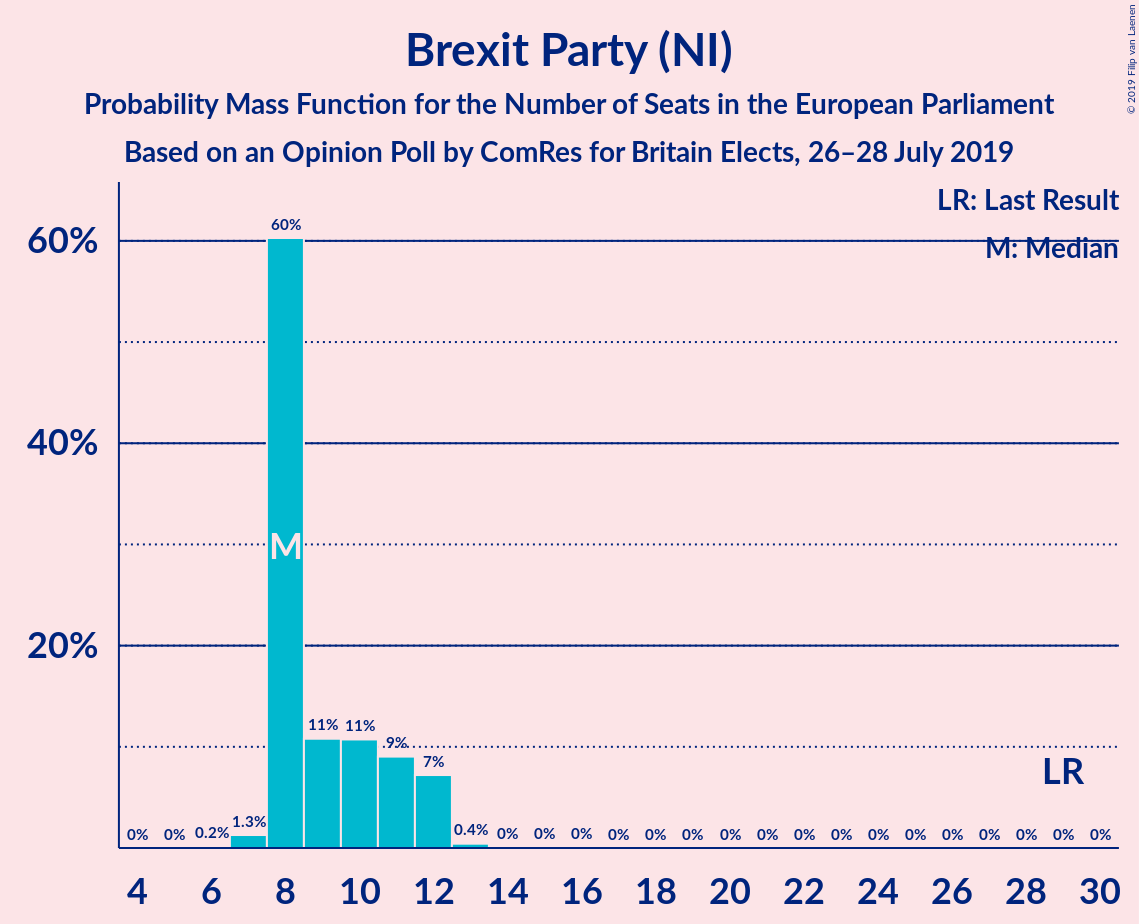 Brexit Party (NI)
Probability Mass Function for the Number of Seats in the European Parliament
Based on an Opinion Poll by ComRes for Britain Elects, 26–28 July 2019
© 2019 Filip van Laenen
LR: Last Result
M: Median
60%
40%
20%
0% 0% 0.2% 1.3% 60% 11% 11% 9% 7% 0.4% 0% 0% 0% 0% 0% 0% 0% 0% 0% 0% 0% 0% 0% 0% 0% 0% 0%
M
LR
4 6 8 10 12 14 16 18 20 22 24 26 28 30